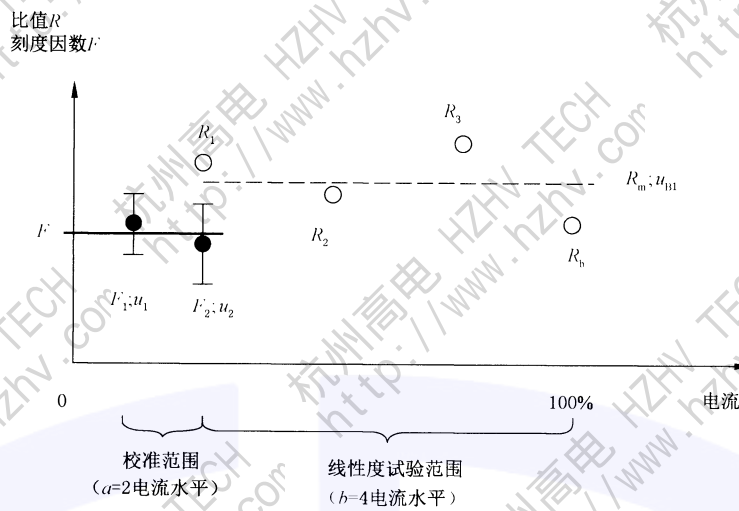 比值R
刻度因数F
R₁
R₃
Rₘ;u_B1
F
R₂
R_b
F₁;u₁
F₂;u₂
0
100%
电流
校准范围
(a=2电流水平)
线性度试验范围
(b=4电流水平)
杭州高电 HZHV TECH
http://www.hzhv.com